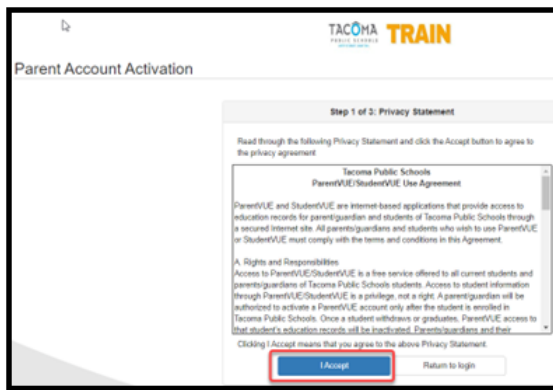 TACOMA TRAIN
PUBLIC SCHOOLS
Parent Account Activation
Step 1 of 3: Privacy Statement
Read through the following Privacy Statement and click the Accept button to agree to
the privacy agreement
Tacoma Public Schools
ParentVUE/StudentVUE Use Agreement
ParentVUE and StudentVUE are internet-based applications that provide access to
education records for parent/guardian and students of Tacoma Public Schools through
a secured Internet site. All parents/guardians and students who wish to use ParentVUE
or StudentVUE must comply with the terms and conditions in this Agreement.
A. Rights and Responsibilities
Access to ParentVUE/StudentVUE is a free service offered to all current students and
parents/guardians of Tacoma Public Schools students. Access to student information
through ParentVUE/StudentVUE is a privilege, not a right. A parent/guardian will be
authorized to activate a ParentVUE account only after the student is enrolled in
Tacoma Public Schools. Once a student withdraws or graduates, ParentVUE access to
that student's education records will be inactivated. Parents/guardians and their
Clicking I Accept means that you agree to the above Privacy Statement.
I Accept
Return to login